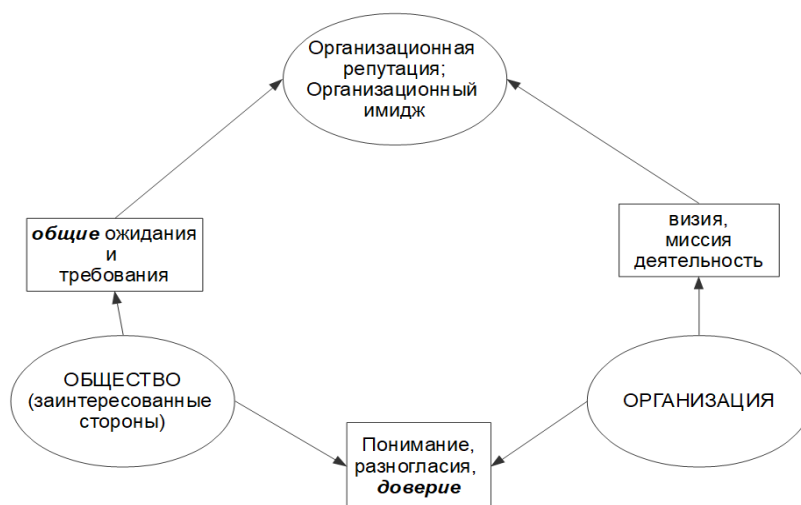 Организационная
репутация;
Организационный
имидж
общие ожидания
и
требования
визия,
миссия
деятельность
ОБЩЕСТВО
(заинтересованные
стороны)
ОРГАНИЗАЦИЯ
Понимание,
разногласия,
доверие